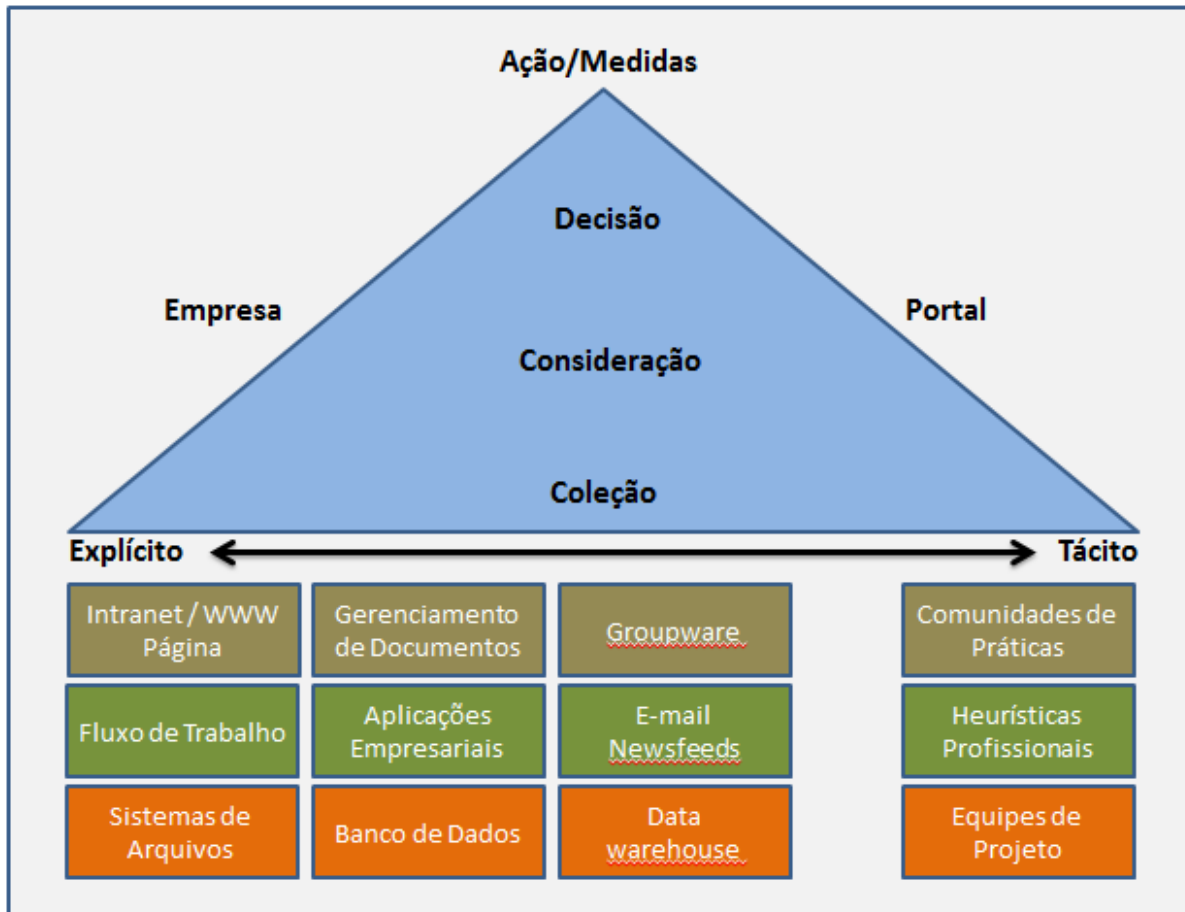 Ação/Medidas
Decisão
Empresa
Portal
Consideração
Coleção
Explícito
Tácito
Intranet / WWW
Página
Gerenciamento
de Documentos
Groupware
Comunidades de
Práticas
Fluxo de Trabalho
Aplicações
Empresariais
E-mail
Newsfeeds
Heurísticas
Profissionais
Sistemas de
Arquivos
Banco de Dados
Data
warehouse
Equipes de
Projeto